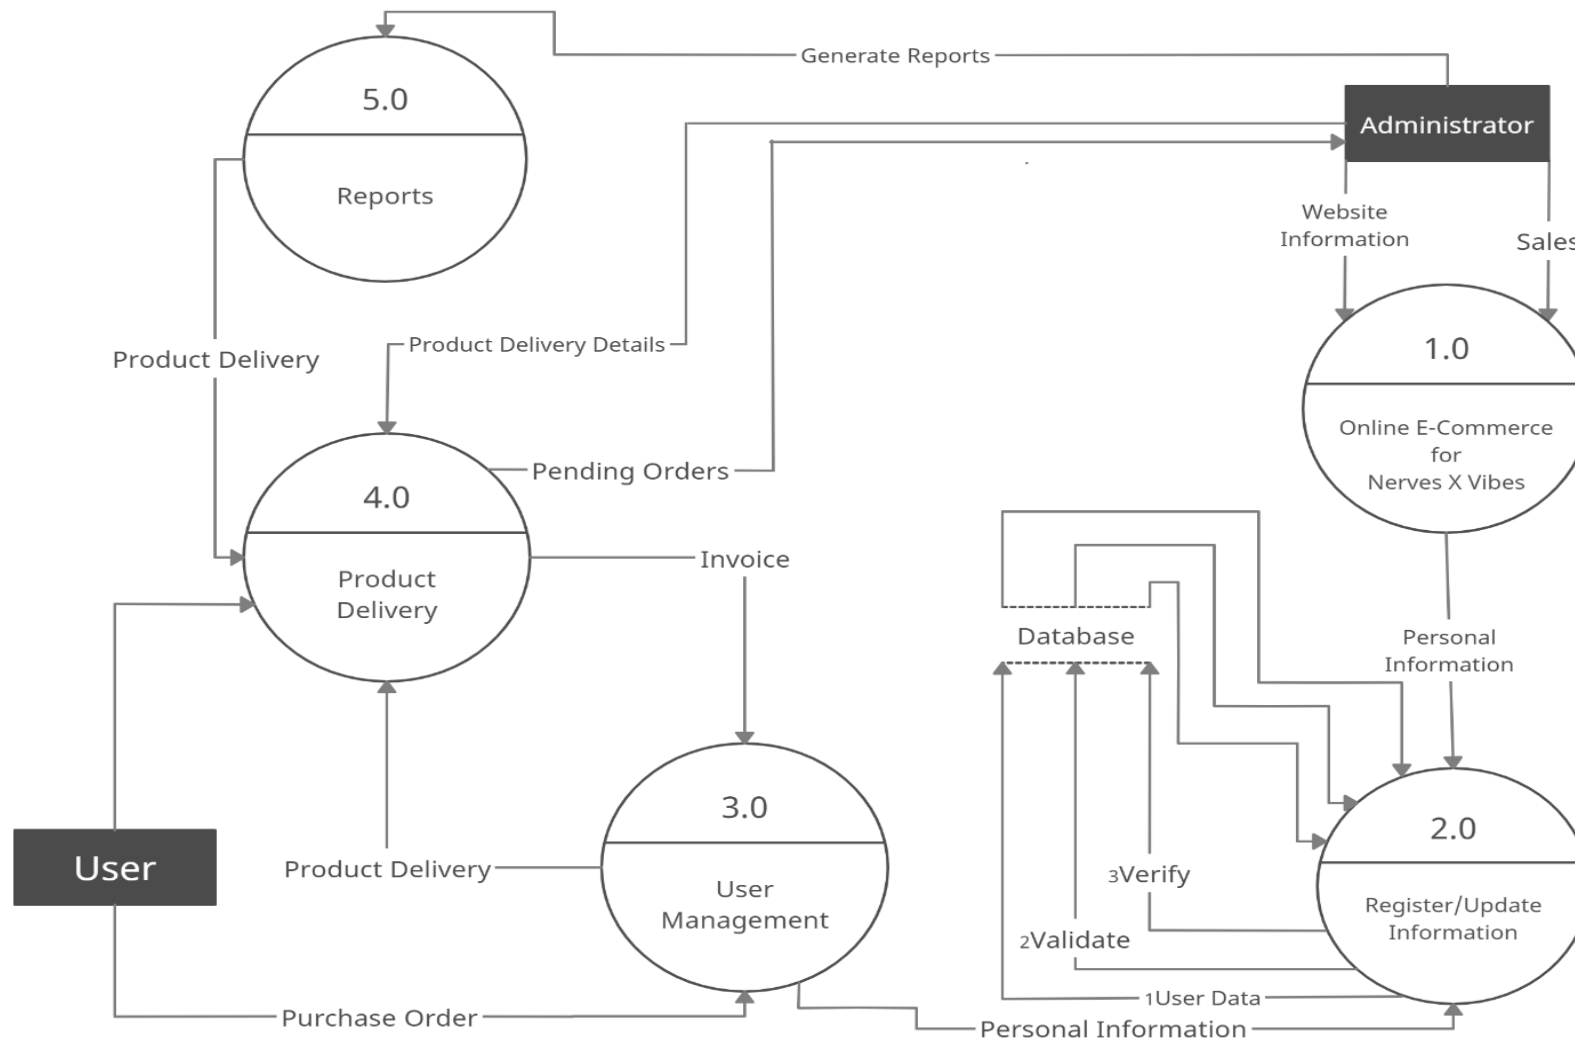 Generate Reports
5.0
Reports
Administrator
Website
Information
Sales
Product Delivery
Product Delivery Details
1.0
Online E-Commerce
for
Nerves X Vibes
Pending Orders
4.0
Product
Delivery
Invoice
Database
Personal
Information
3.0
User
Management
2.0
Register/Update
Information
User
Product Delivery
3Verify
2Validate
1User Data
Purchase Order
Personal Information